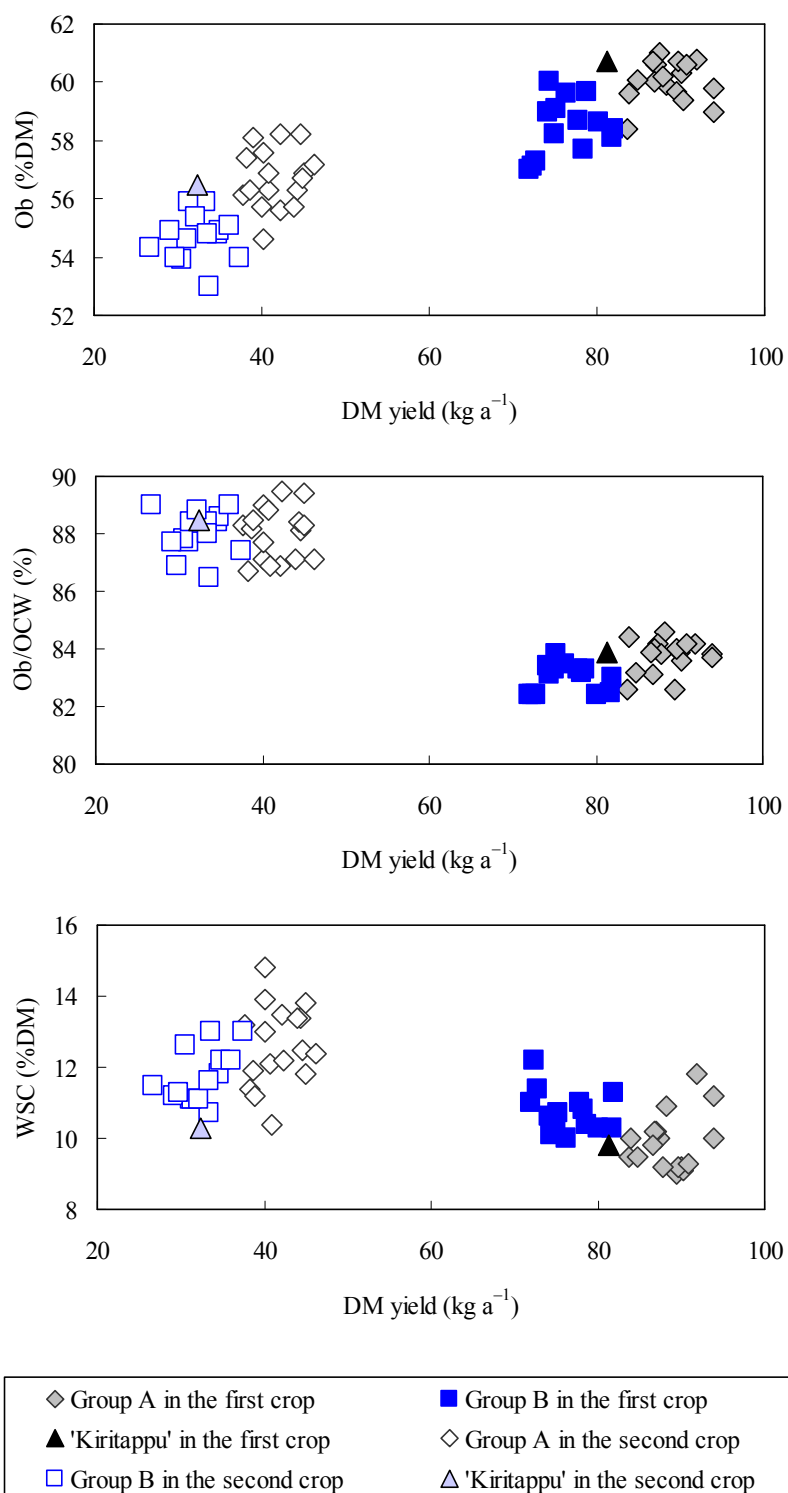 62
60
58
56
54
52
Ob (%DM)
20 40 60 80 100
DM yield (kg a⁻¹)
90
88
86
84
82
80
Ob/OCW (%)
20 40 60 80 100
DM yield (kg a⁻¹)
16
14
12
10
8
WSC (%DM)
20 40 60 80 100
DM yield (kg a⁻¹)
Group A in the first crop Group B in the first crop
'Kiritappu' in the first crop Group A in the second crop
Group B in the second crop 'Kiritappu' in the second crop